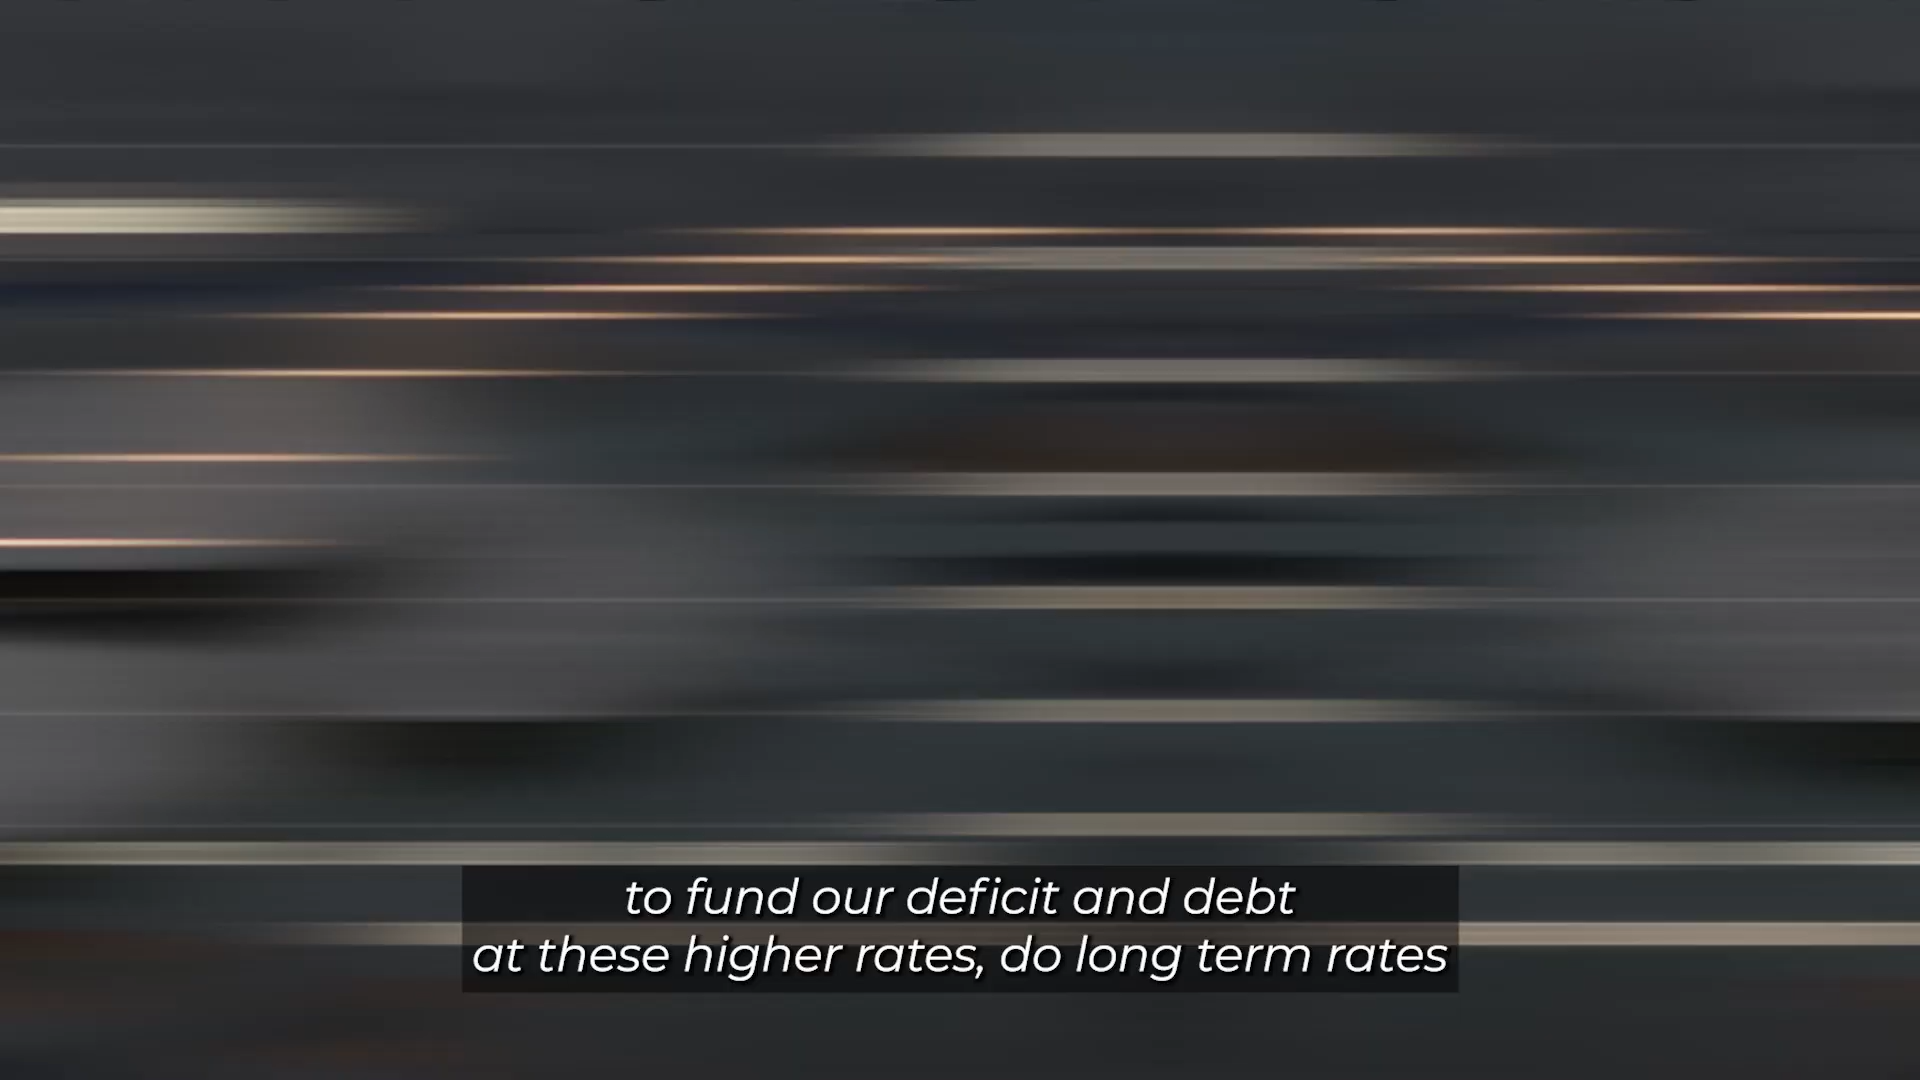 to fund our deficit and debt
at these higher rates, do long term rates